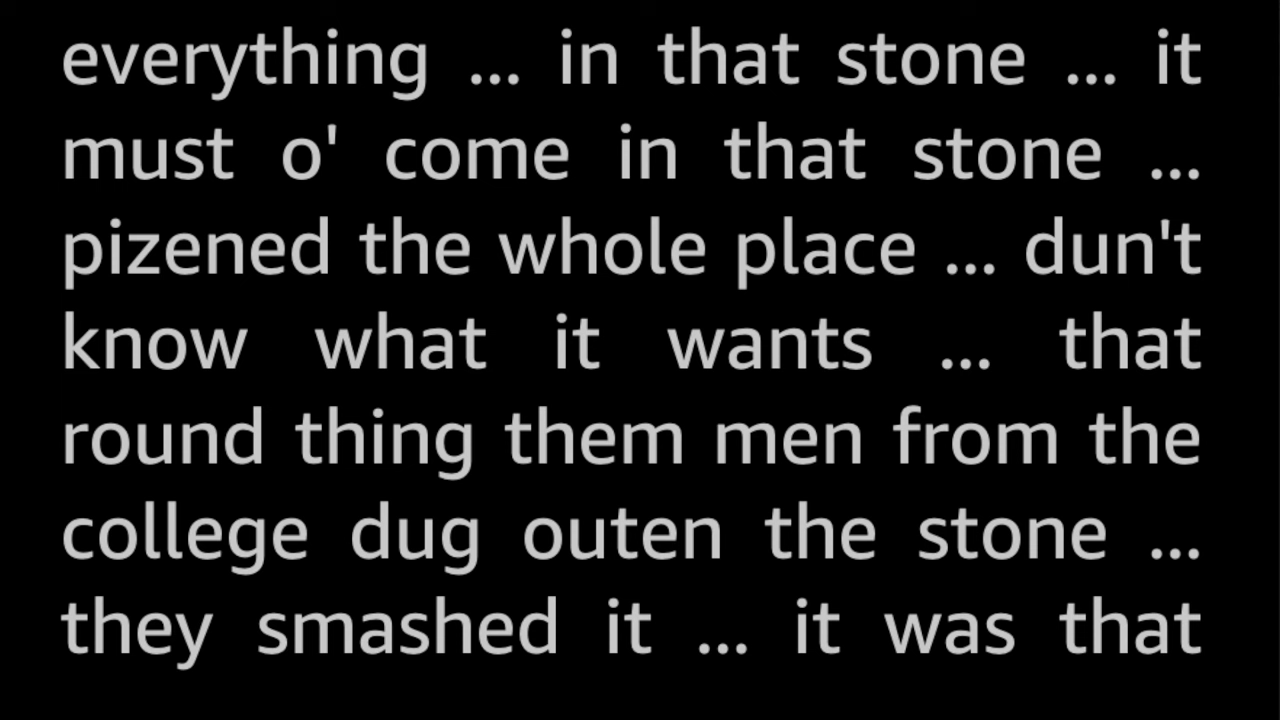 everything ... in that stone ... it
must o' come in that stone ...
pizened the whole place ... dun't
know what it wants ... that
round thing them men from the
college dug outen the stone ...
they smashed it ... it was that